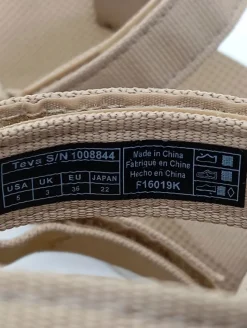 Teva S/N 1008844
USA UK EU JAPAN
5 3 36 22
Made in China
Fabriqué en Chine
Hecho en China
F16019K